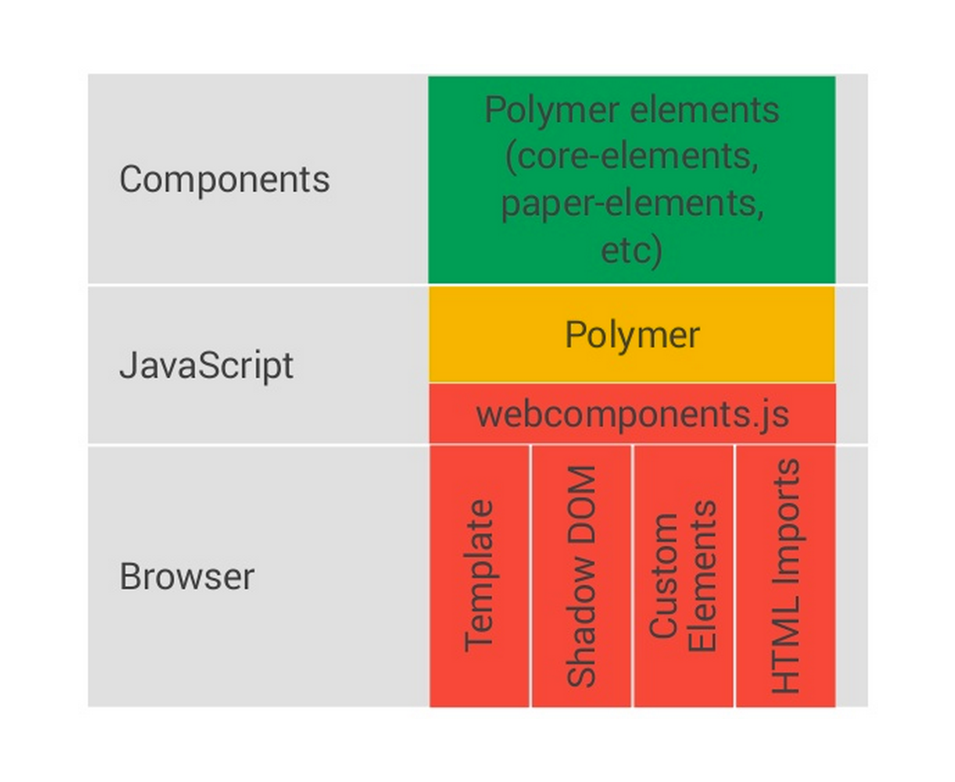 Components
Polymer elements
(core-elements,
paper-elements,
etc)
JavaScript
Polymer
webcomponents.js
Browser
Template
Shadow DOM
Custom
Elements
HTML Imports